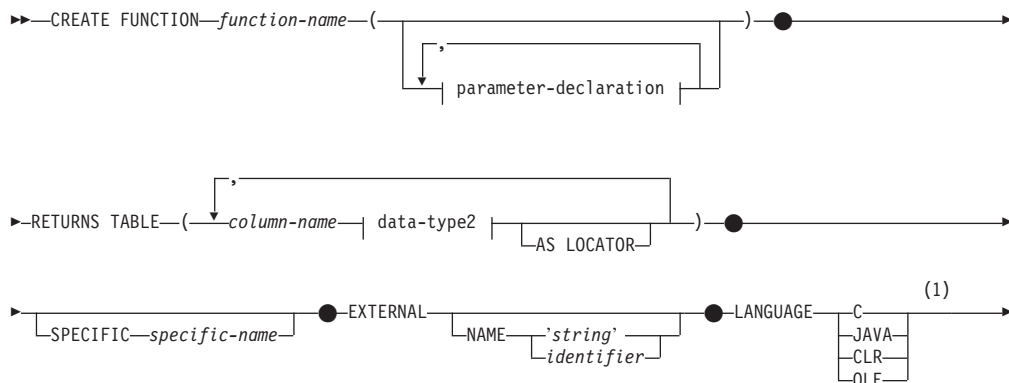 CREATE FUNCTION function-name ( )
,
parameter-declaration
RETURNS TABLE ( column-name data-type2 )
,
AS LOCATOR
SPECIFIC specific-name EXTERNAL NAME 'string' LANGUAGE C (1)
identifier
JAVA
CLR
OLE